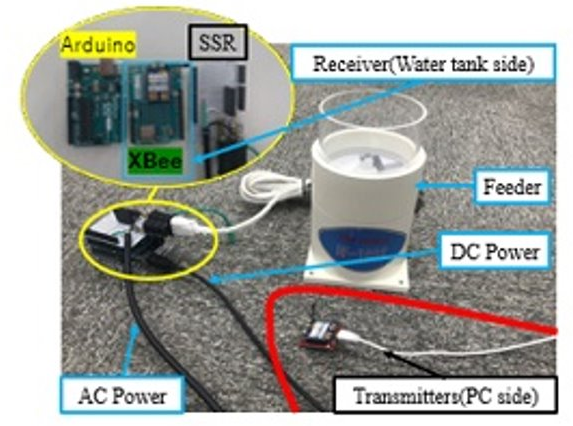 Arduino
SSR
Receiver(Water tank side)
XBee
Feeder
DC Power
AC Power
Transmitters(PC side)